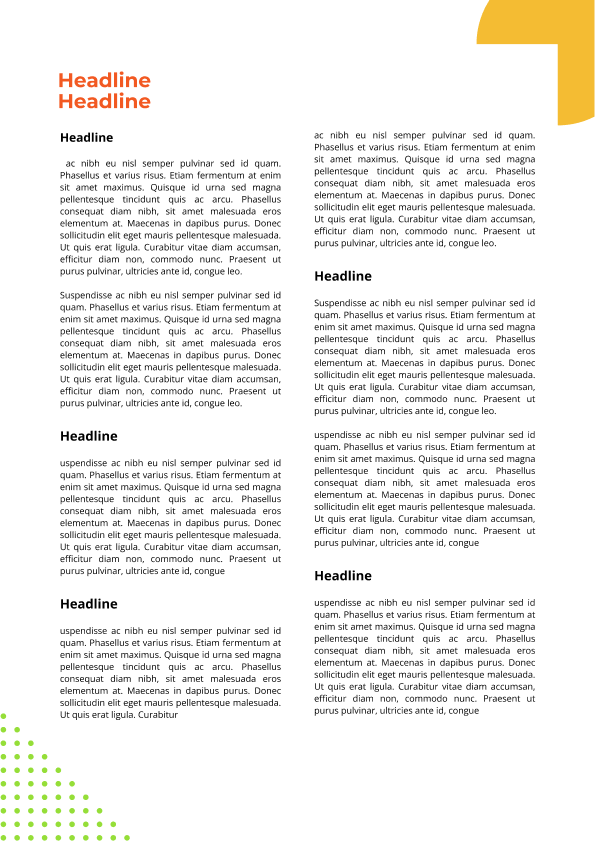 Headline
Headline
Headline
ac nibh eu nisl semper pulvinar sed id quam.
Phasellus et varius risus. Etiam fermentum at enim
sit amet maximus. Quisque id urna sed magna
pellentesque tincidunt quis ac arcu. Phasellus
consequat diam nibh, sit amet malesuada eros
elementum at. Maecenas in dapibus purus. Donec
sollicitudin elit eget mauris pellentesque malesuada.
Ut quis erat ligula. Curabitur vitae diam accumsan,
efficitur diam non, commodo nunc. Praesent ut
purus pulvinar, ultricies ante id, congue leo.
Suspendisse ac nibh eu nisl semper pulvinar sed id
quam. Phasellus et varius risus. Etiam fermentum at
enim sit amet maximus. Quisque id urna sed magna
pellentesque tincidunt quis ac arcu. Phasellus
consequat diam nibh, sit amet malesuada eros
elementum at. Maecenas in dapibus purus. Donec
sollicitudin elit eget mauris pellentesque malesuada.
Ut quis erat ligula. Curabitur vitae diam accumsan,
efficitur diam non, commodo nunc. Praesent ut
purus pulvinar, ultricies ante id, congue leo.
Headline
uspendisse ac nibh eu nisl semper pulvinar sed id
quam. Phasellus et varius risus. Etiam fermentum at
enim sit amet maximus. Quisque id urna sed magna
pellentesque tincidunt quis ac arcu. Phasellus
consequat diam nibh, sit amet malesuada eros
elementum at. Maecenas in dapibus purus. Donec
sollicitudin elit eget mauris pellentesque malesuada.
Ut quis erat ligula. Curabitur vitae diam accumsan,
efficitur diam non, commodo nunc. Praesent ut
purus pulvinar, ultricies ante id, congue
Headline
uspendisse ac nibh eu nisl semper pulvinar sed id
quam. Phasellus et varius risus. Etiam fermentum at
enim sit amet maximus. Quisque id urna sed magna
pellentesque tincidunt quis ac arcu. Phasellus
consequat diam nibh, sit amet malesuada eros
elementum at. Maecenas in dapibus purus. Donec
sollicitudin elit eget mauris pellentesque malesuada.
Ut quis erat ligula. Curabitur
ac nibh eu nisl semper pulvinar sed id quam.
Phasellus et varius risus. Etiam fermentum at enim
sit amet maximus. Quisque id urna sed magna
pellentesque tincidunt quis ac arcu. Phasellus
consequat diam nibh, sit amet malesuada eros
elementum at. Maecenas in dapibus purus. Donec
sollicitudin elit eget mauris pellentesque malesuada.
Ut quis erat ligula. Curabitur vitae diam accumsan,
efficitur diam non, commodo nunc. Praesent ut
purus pulvinar, ultricies ante id, congue leo.
Headline
Suspendisse ac nibh eu nisl semper pulvinar sed id
quam. Phasellus et varius risus. Etiam fermentum at
enim sit amet maximus. Quisque id urna sed magna
pellentesque tincidunt quis ac arcu. Phasellus
consequat diam nibh, sit amet malesuada eros
elementum at. Maecenas in dapibus purus. Donec
sollicitudin elit eget mauris pellentesque malesuada.
Ut quis erat ligula. Curabitur vitae diam accumsan,
efficitur diam non, commodo nunc. Praesent ut
purus pulvinar, ultricies ante id, congue leo.
uspendisse ac nibh eu nisl semper pulvinar sed id
quam. Phasellus et varius risus. Etiam fermentum at
enim sit amet maximus. Quisque id urna sed magna
pellentesque tincidunt quis ac arcu. Phasellus
consequat diam nibh, sit amet malesuada eros
elementum at. Maecenas in dapibus purus. Donec
sollicitudin elit eget mauris pellentesque malesuada.
Ut quis erat ligula. Curabitur vitae diam accumsan,
efficitur diam non, commodo nunc. Praesent ut
purus pulvinar, ultricies ante id, congue
Headline
uspendisse ac nibh eu nisl semper pulvinar sed id
quam. Phasellus et varius risus. Etiam fermentum at
enim sit amet maximus. Quisque id urna sed magna
pellentesque tincidunt quis ac arcu. Phasellus
consequat diam nibh, sit amet malesuada eros
elementum at. Maecenas in dapibus purus. Donec
sollicitudin elit eget mauris pellentesque malesuada.
Ut quis erat ligula. Curabitur vitae diam accumsan,
efficitur diam non, commodo nunc. Praesent ut
purus pulvinar, ultricies ante id, congue